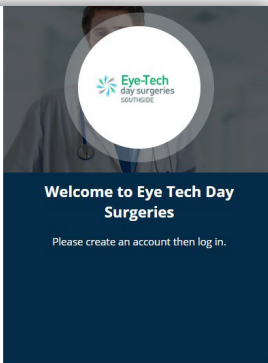 Eye-Tech
day surgeries
SOUTHSIDE
Welcome to Eye Tech Day
Surgeries
Please create an account then log in.